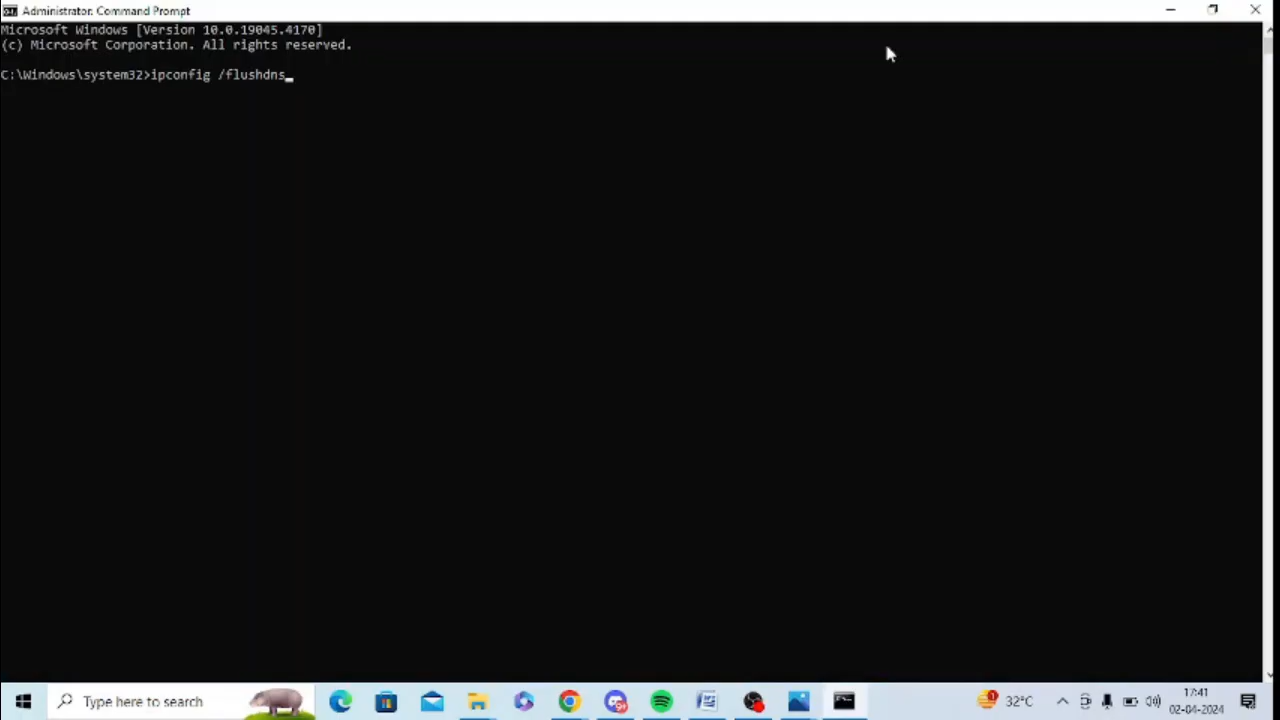 Administrator: Command Prompt
Microsoft Windows [Version 10.0.19045.4170]
(c) Microsoft Corporation. All rights reserved.
C:\Windows\system32>ipconfig /flushdns
Type here to search
32°C
17:41
02-04-2024